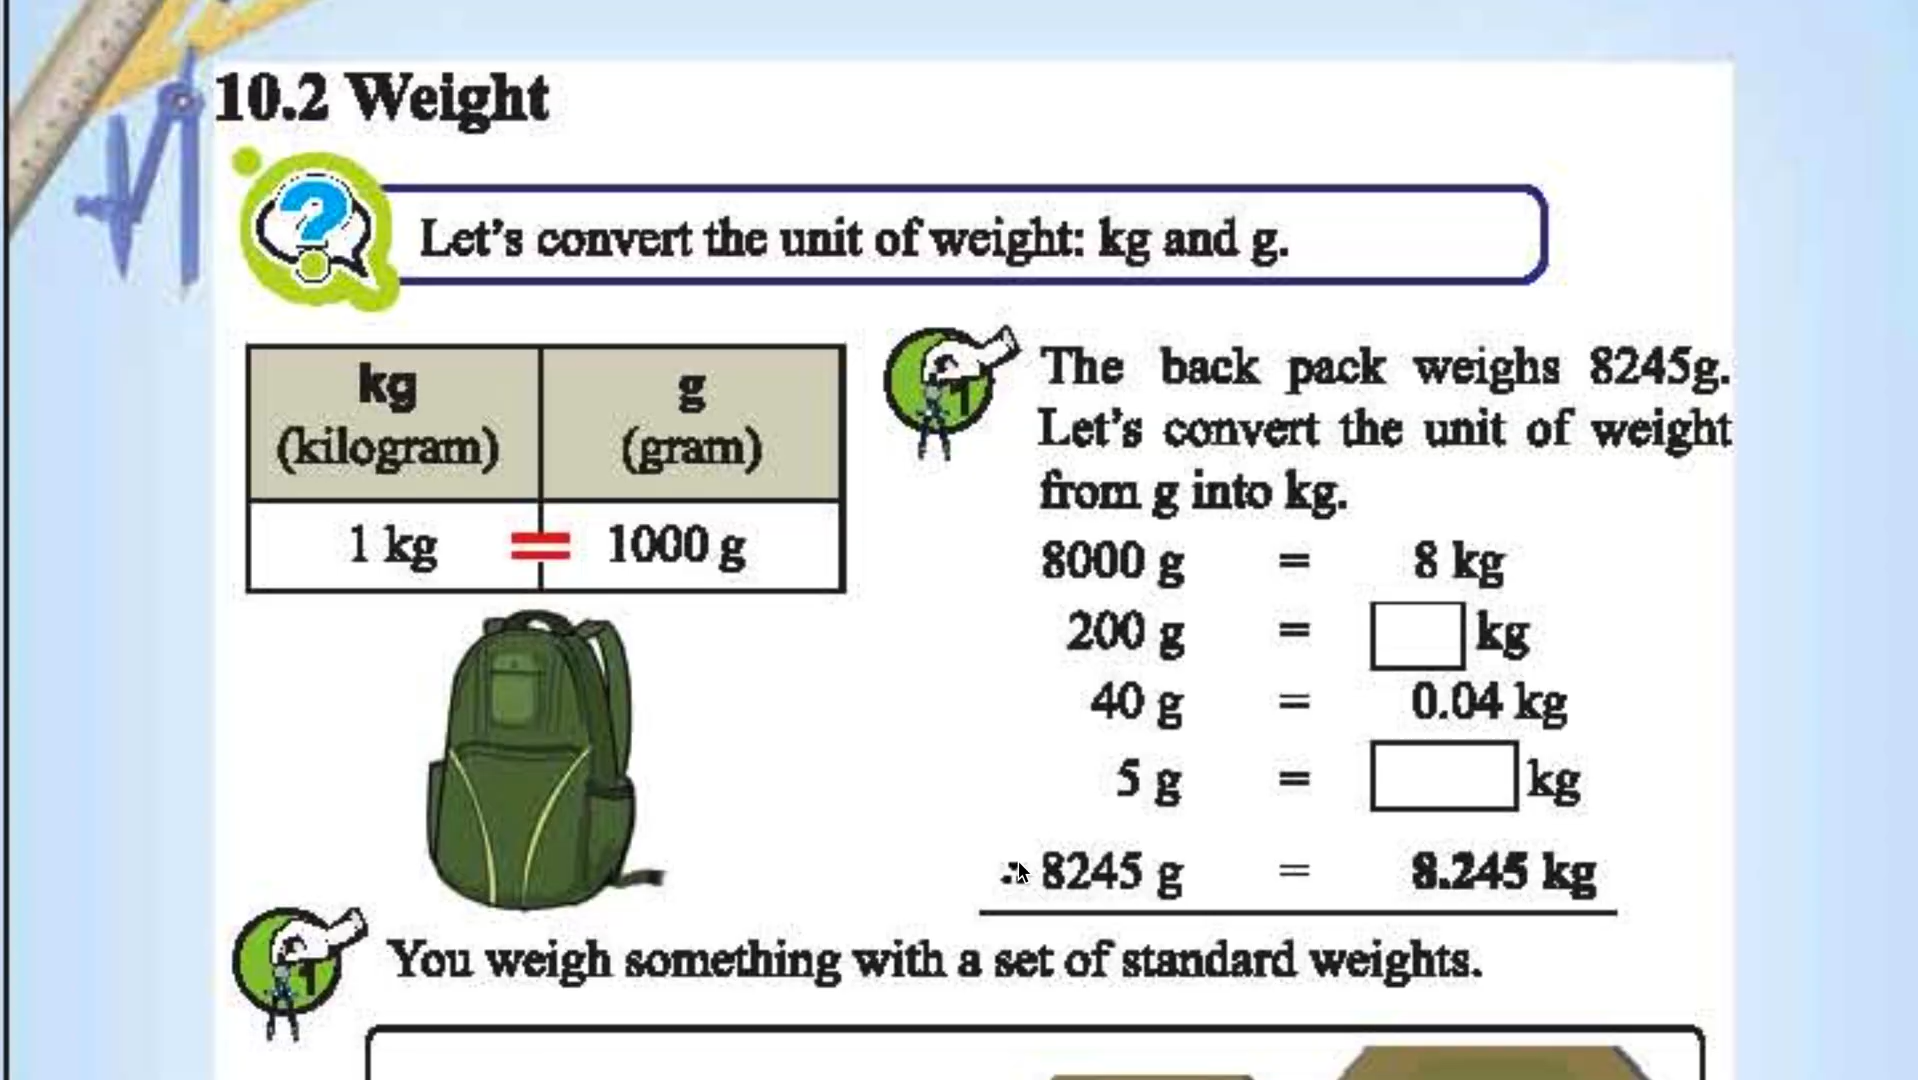 10.2 Weight
?
Let's convert the unit of weight: kg and g.
kg g
(kilogram) (gram)
1 kg = 1000 g
1
The back pack weighs 8245g.
Let's convert the unit of weight
from g into kg.
8000 g = 8 kg
200 g = kg
40 g = 0.04 kg
5 g = kg
∴ 8245 g = 8.245 kg
1
You weigh something with a set of standard weights.